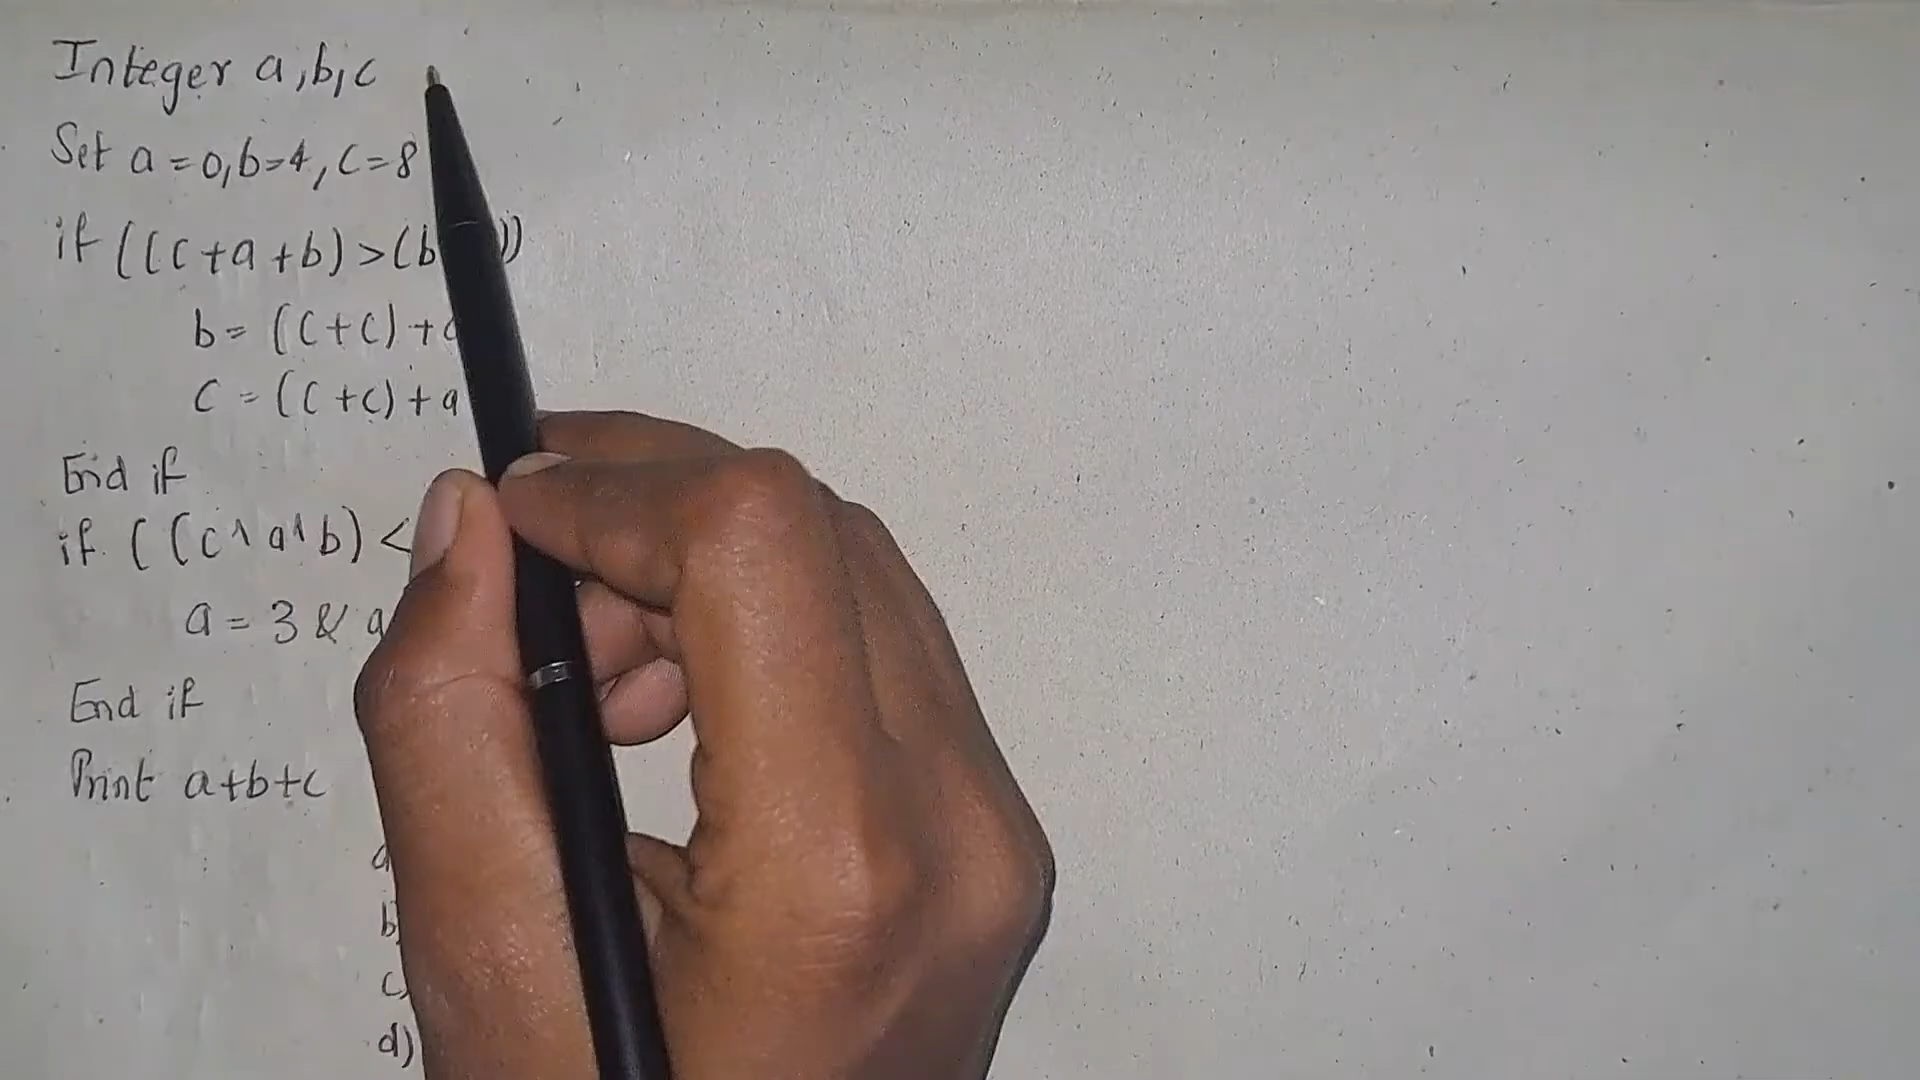 Integer a,b,c
Set a=0,b=4,c=8
if ((c+a+b)>(b ))
b= (c+c)+
c = (c+c)+a
End if
if ((c^a^b)<
a = 3 & a
End if
Print a+b+c
a
b)
c)
d)